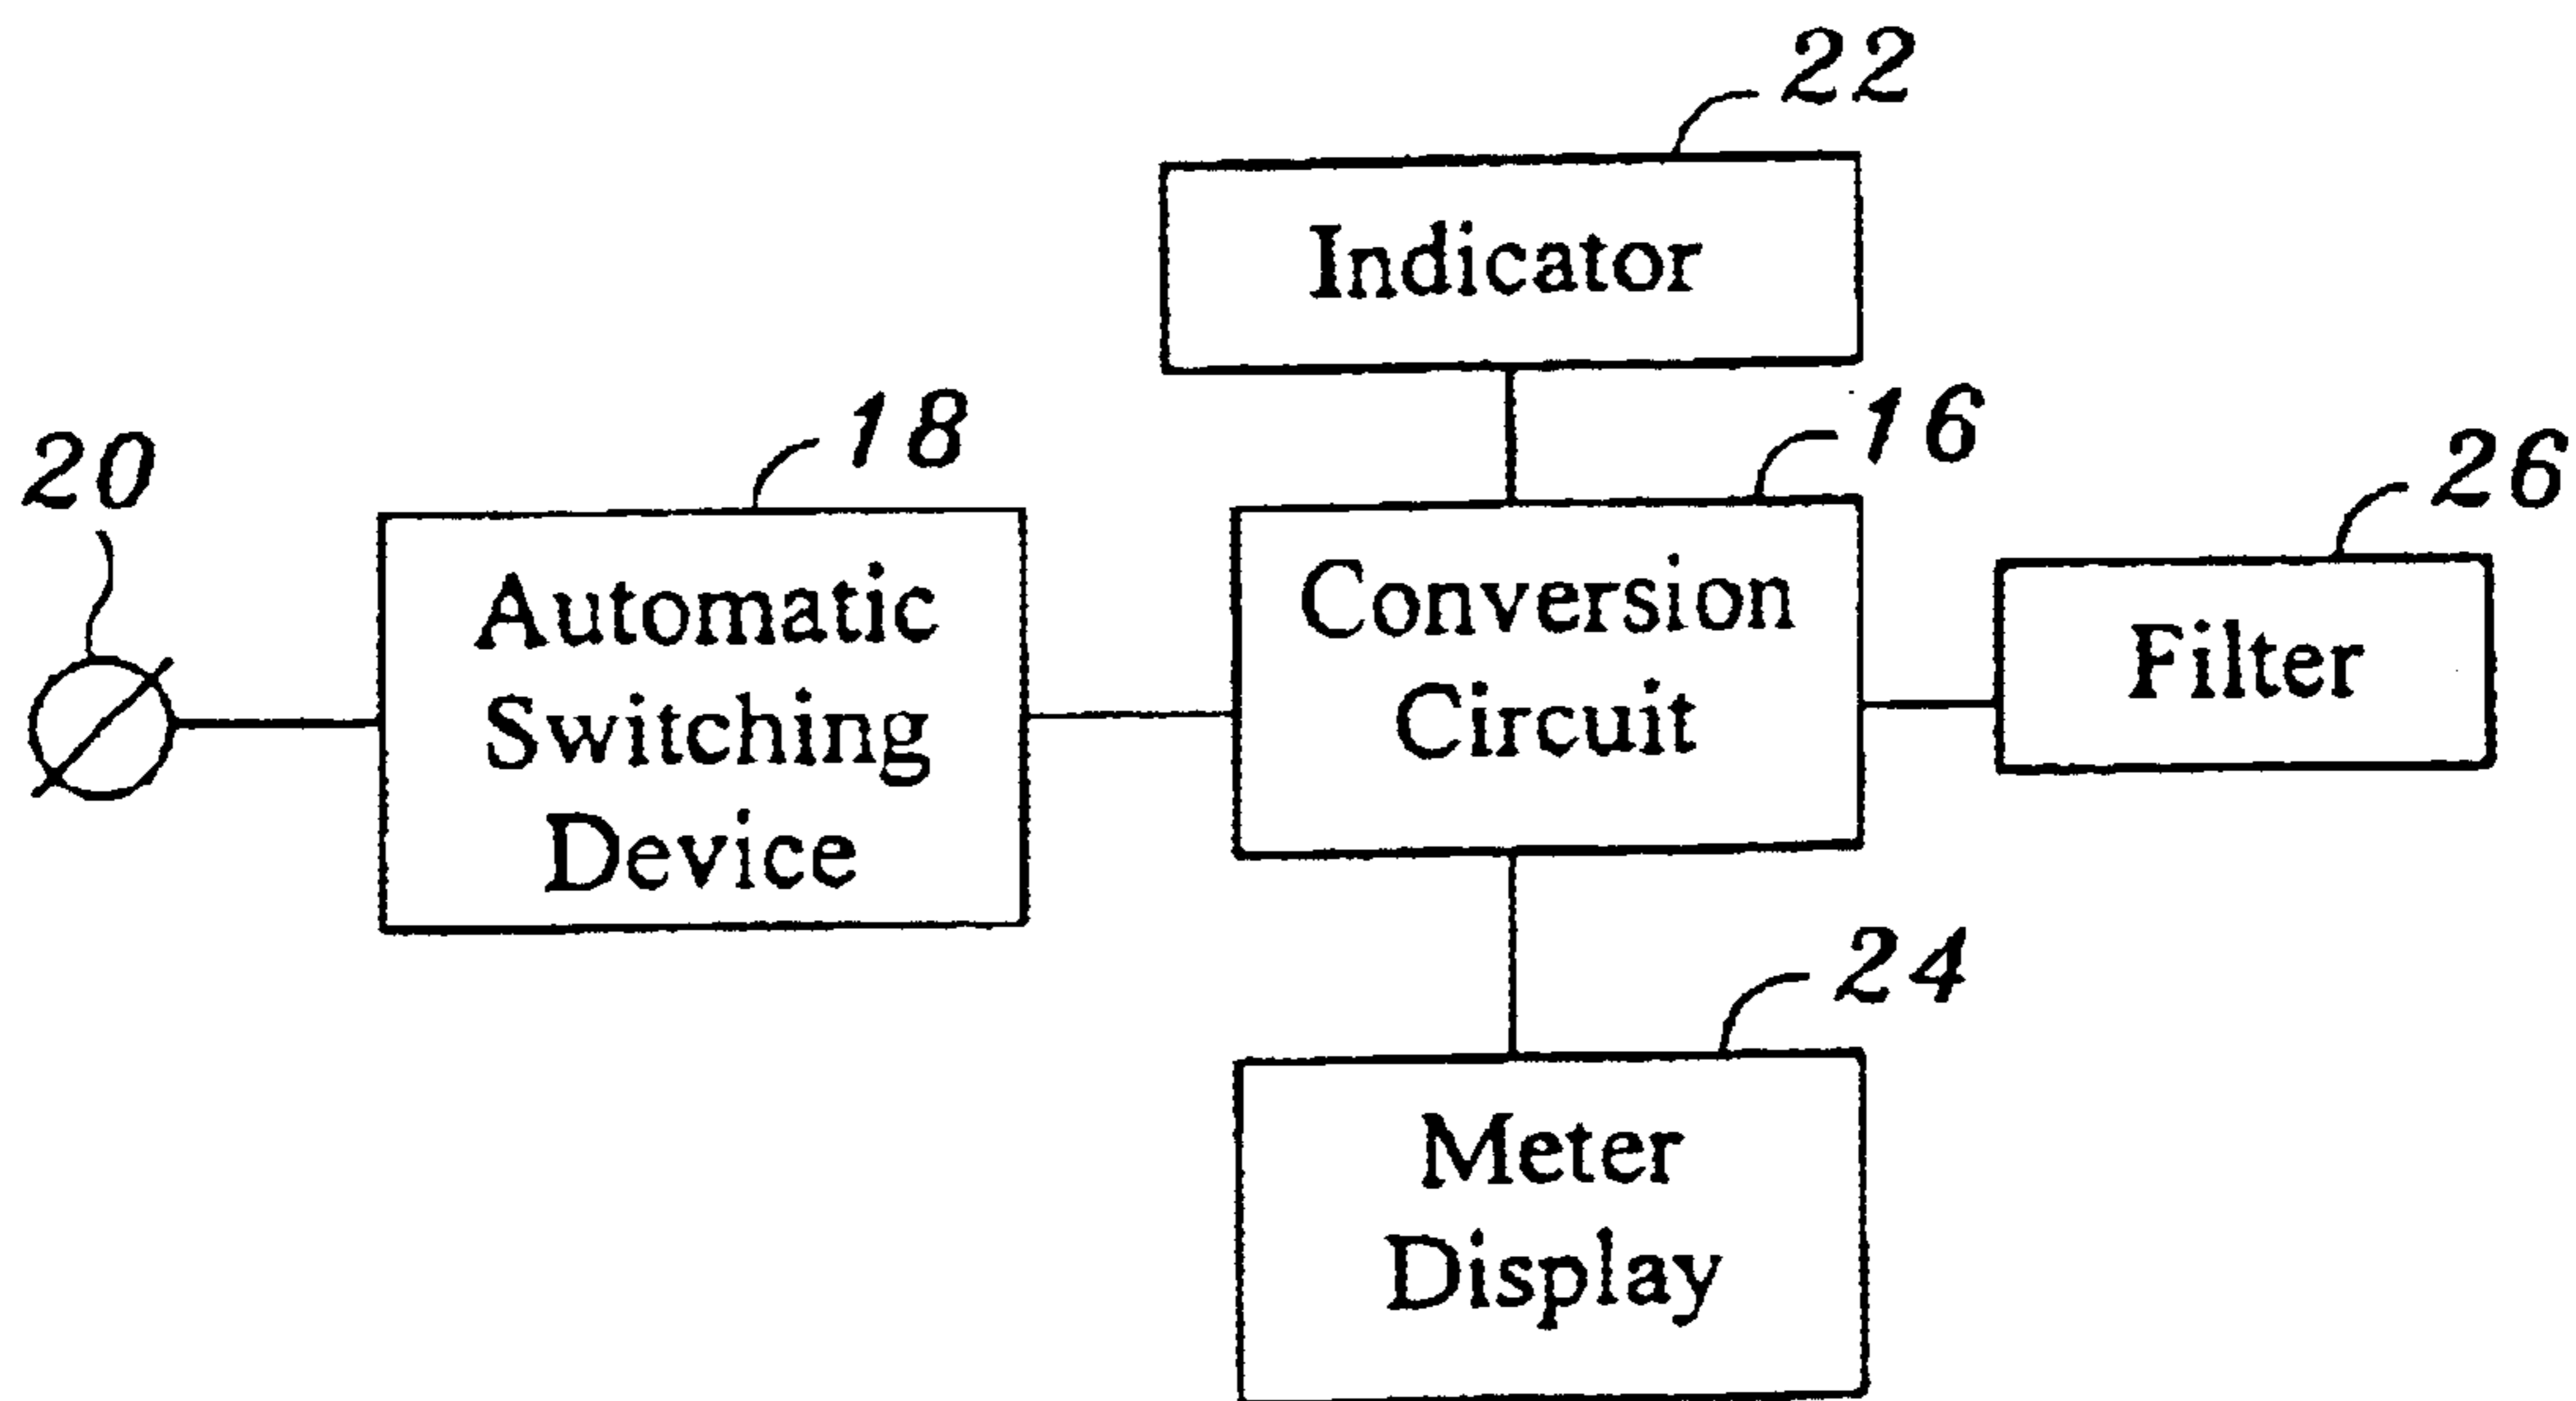 22
Indicator
20
18
16
26
Automatic
Switching
Device
Conversion
Circuit
Filter
24
Meter
Display